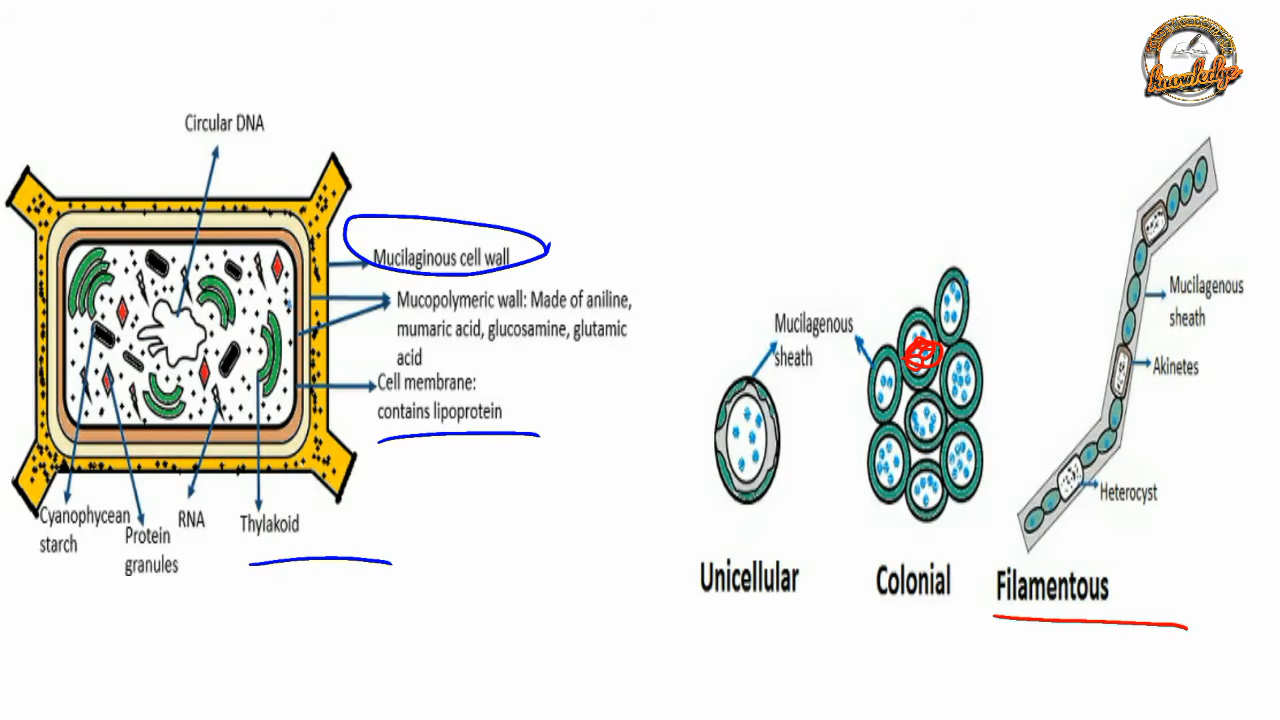 Circular DNA
Mucilaginous cell wall
Mucopolymeric wall: Made of aniline,
mumaric acid, glucosamine, glutamic
acid
Cell membrane:
contains lipoprotein
Cyanophycean
starch
Protein
granules
RNA
Thylakoid
Mucilagenous
sheath
Mucilagenous
sheath
Akinetes
Heterocyst
Unicellular
Colonial
Filamentous
knowledge